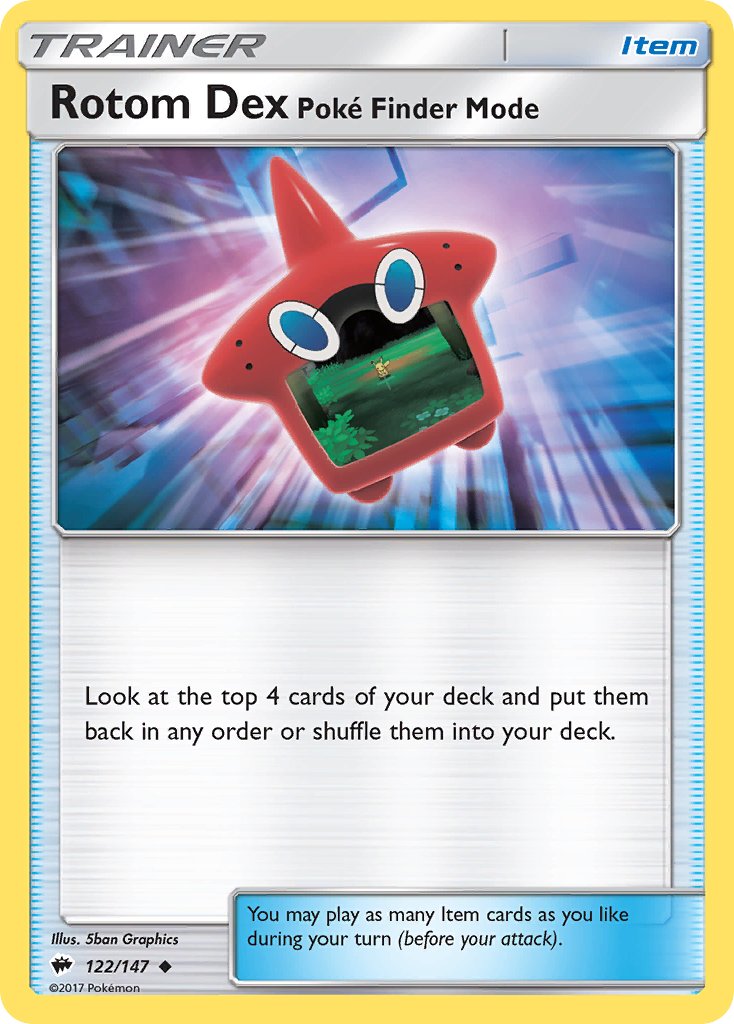 TRAINER Item
Rotom Dex Poké Finder Mode
Look at the top 4 cards of your deck and put them
back in any order or shuffle them into your deck.
You may play as many Item cards as you like
during your turn (before your attack).
Illus. 5ban Graphics
122/147 ◆
©2017 Pokémon